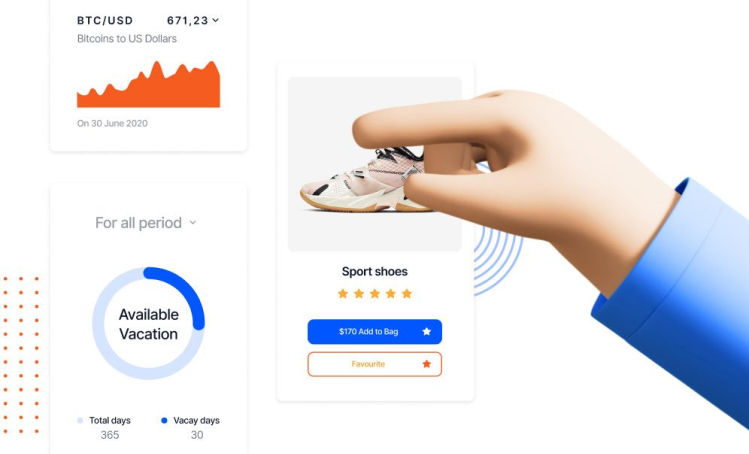 BTC/USD 671,23
Bitcoins to US Dollars
On 30 June 2020
For all period
Available
Vacation
Total days
365
Vacay days
30
Sport shoes
$170 Add to Bag
Favourite